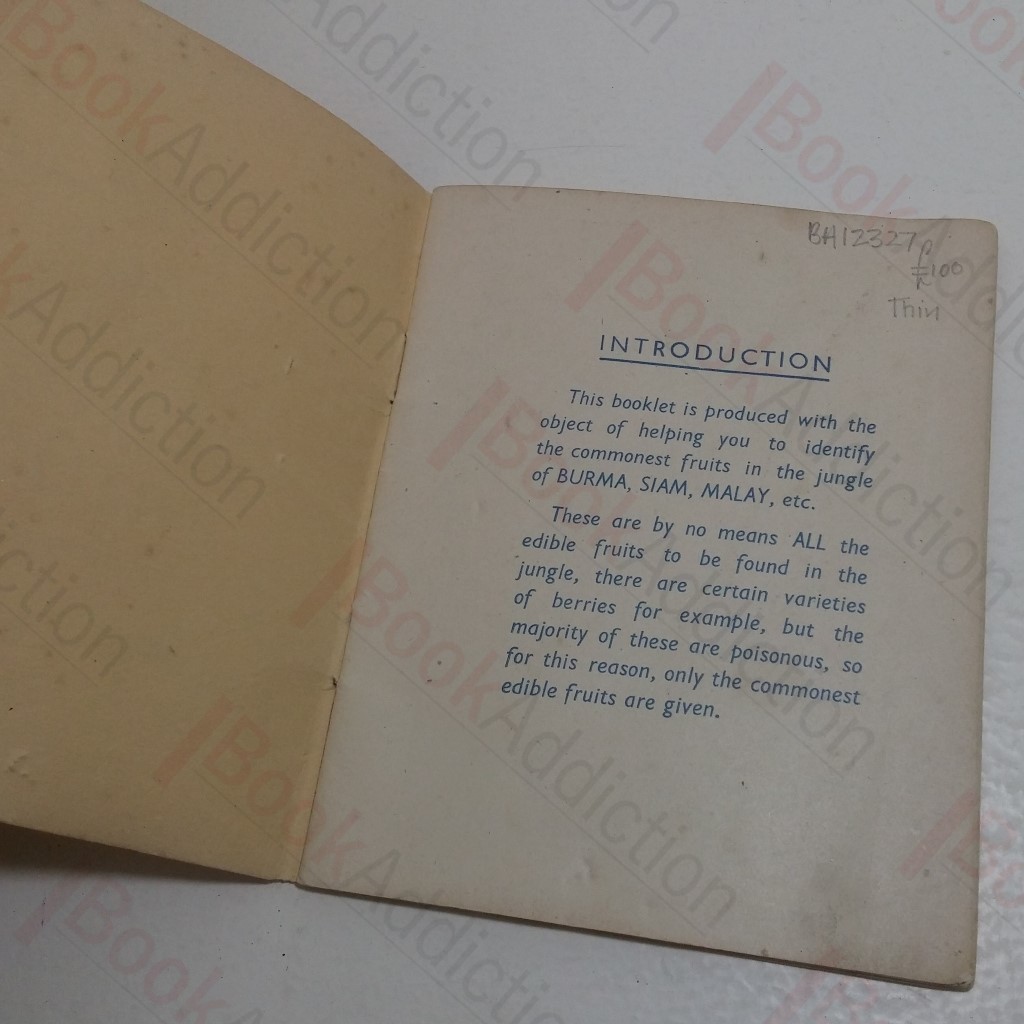 BH12327
100
Thin
INTRODUCTION
This booklet is produced with the
object of helping you to identify
the commonest fruits in the jungle
of BURMA, SIAM, MALAY, etc.
These are by no means ALL the
edible fruits to be found in the
jungle, there are certain varieties
of berries for example, but the
majority of these are poisonous, so
for this reason, only the commonest
edible fruits are given.
BookAddiction